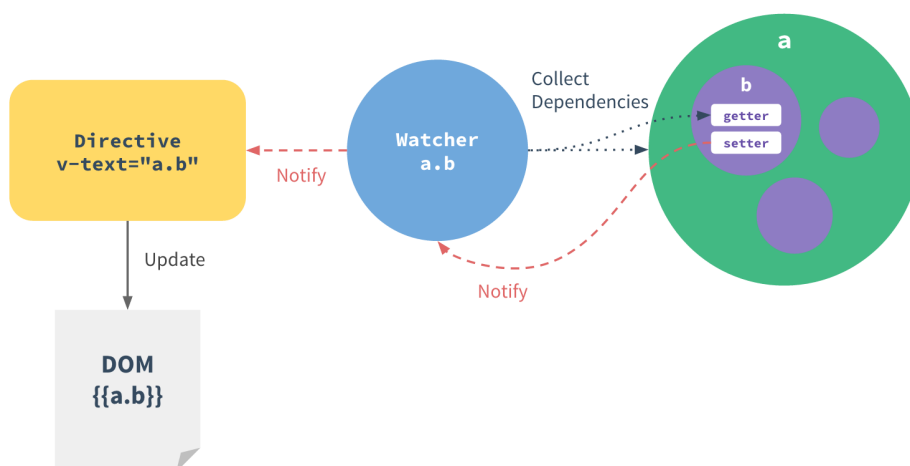 a
b
getter
setter
Collect
Dependencies
Watcher
a.b
Directive
v-text="a.b"
Notify
Notify
Update
DOM
{{a.b}}